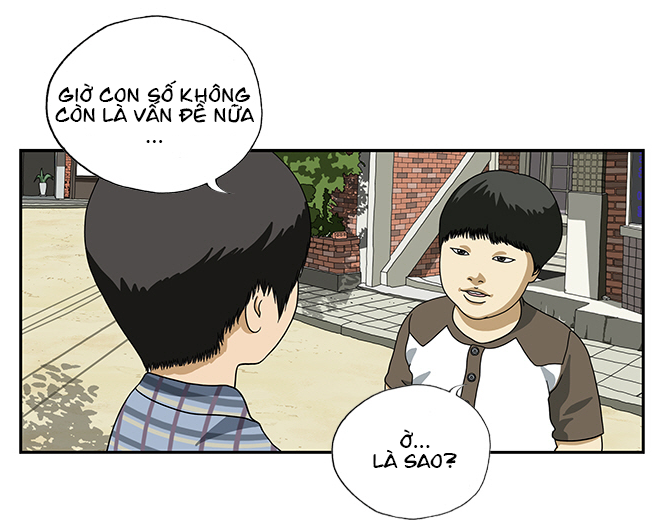 GIỜ CON SỐ KHÔNG
CÒN LÀ VẤN ĐỀ NỮA
...
Ờ...
LÀ SAO?